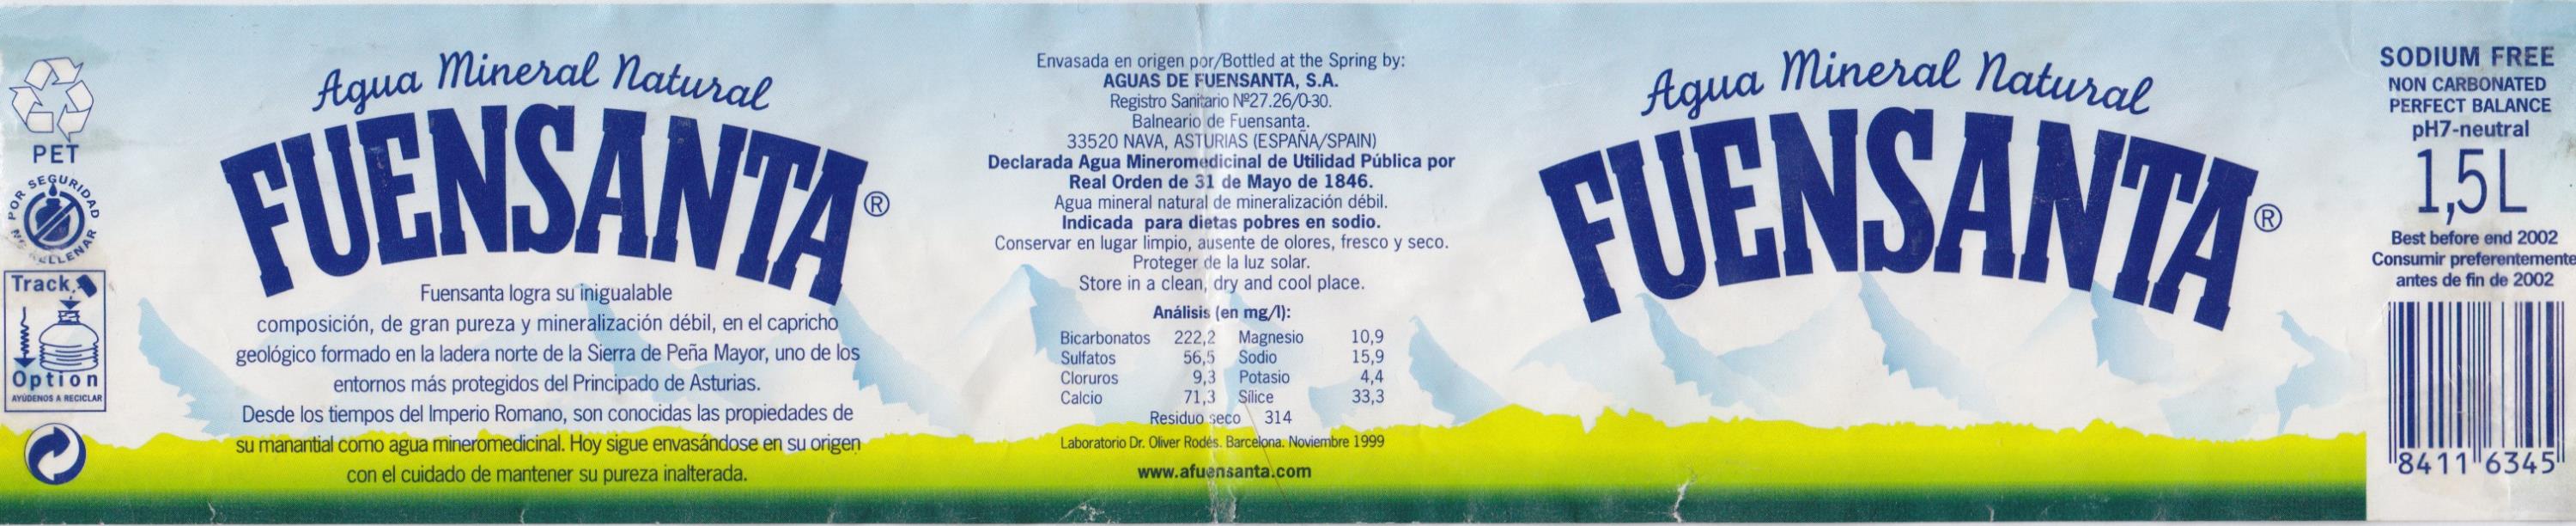 PET
POR SEGURIDAD
NO RELLENAR
Track
Option
AYÚDENOS A RECICLAR
Agua Mineral Natural
FUENSANTA®
Fuensanta logra su inigualable
composición, de gran pureza y mineralización débil, en el capricho
geológico formado en la ladera norte de la Sierra de Peña Mayor, uno de los
entornos más protegidos del Principado de Asturias.
Desde los tiempos del Imperio Romano, son conocidas las propiedades de
su manantial como agua mineromedicinal. Hoy sigue envasándose en su origen
con el cuidado de mantener su pureza inalterada.
Envasada en origen por/Bottled at the Spring by:
AGUAS DE FUENSANTA, S.A.
Registro Sanitario Nº27.26/0-30.
Balneario de Fuensanta.
33520 NAVA, ASTURIAS (ESPAÑA/SPAIN)
Declarada Agua Mineromedicinal de Utilidad Pública por
Real Orden de 31 de Mayo de 1846.
Agua mineral natural de mineralización débil.
Indicada para dietas pobres en sodio.
Conservar en lugar limpio, ausente de olores, fresco y seco.
Proteger de la luz solar.
Store in a clean, dry and cool place.
Análisis (en mg/l):
Bicarbonatos 222,2 Magnesio 10,9
Sulfatos 56,5 Sodio 15,9
Cloruros 9,3 Potasio 4,4
Calcio 71,3 Sílice 33,3
Residuo seco 314
Laboratorio Dr. Oliver Rodés. Barcelona. Noviembre 1999
www.afuensanta.com
Agua Mineral Natural
FUENSANTA®
SODIUM FREE
NON CARBONATED
PERFECT BALANCE
pH7-neutral
1,5L
Best before end 2002
Consumir preferentemente
antes de fin de 2002
8411 6345